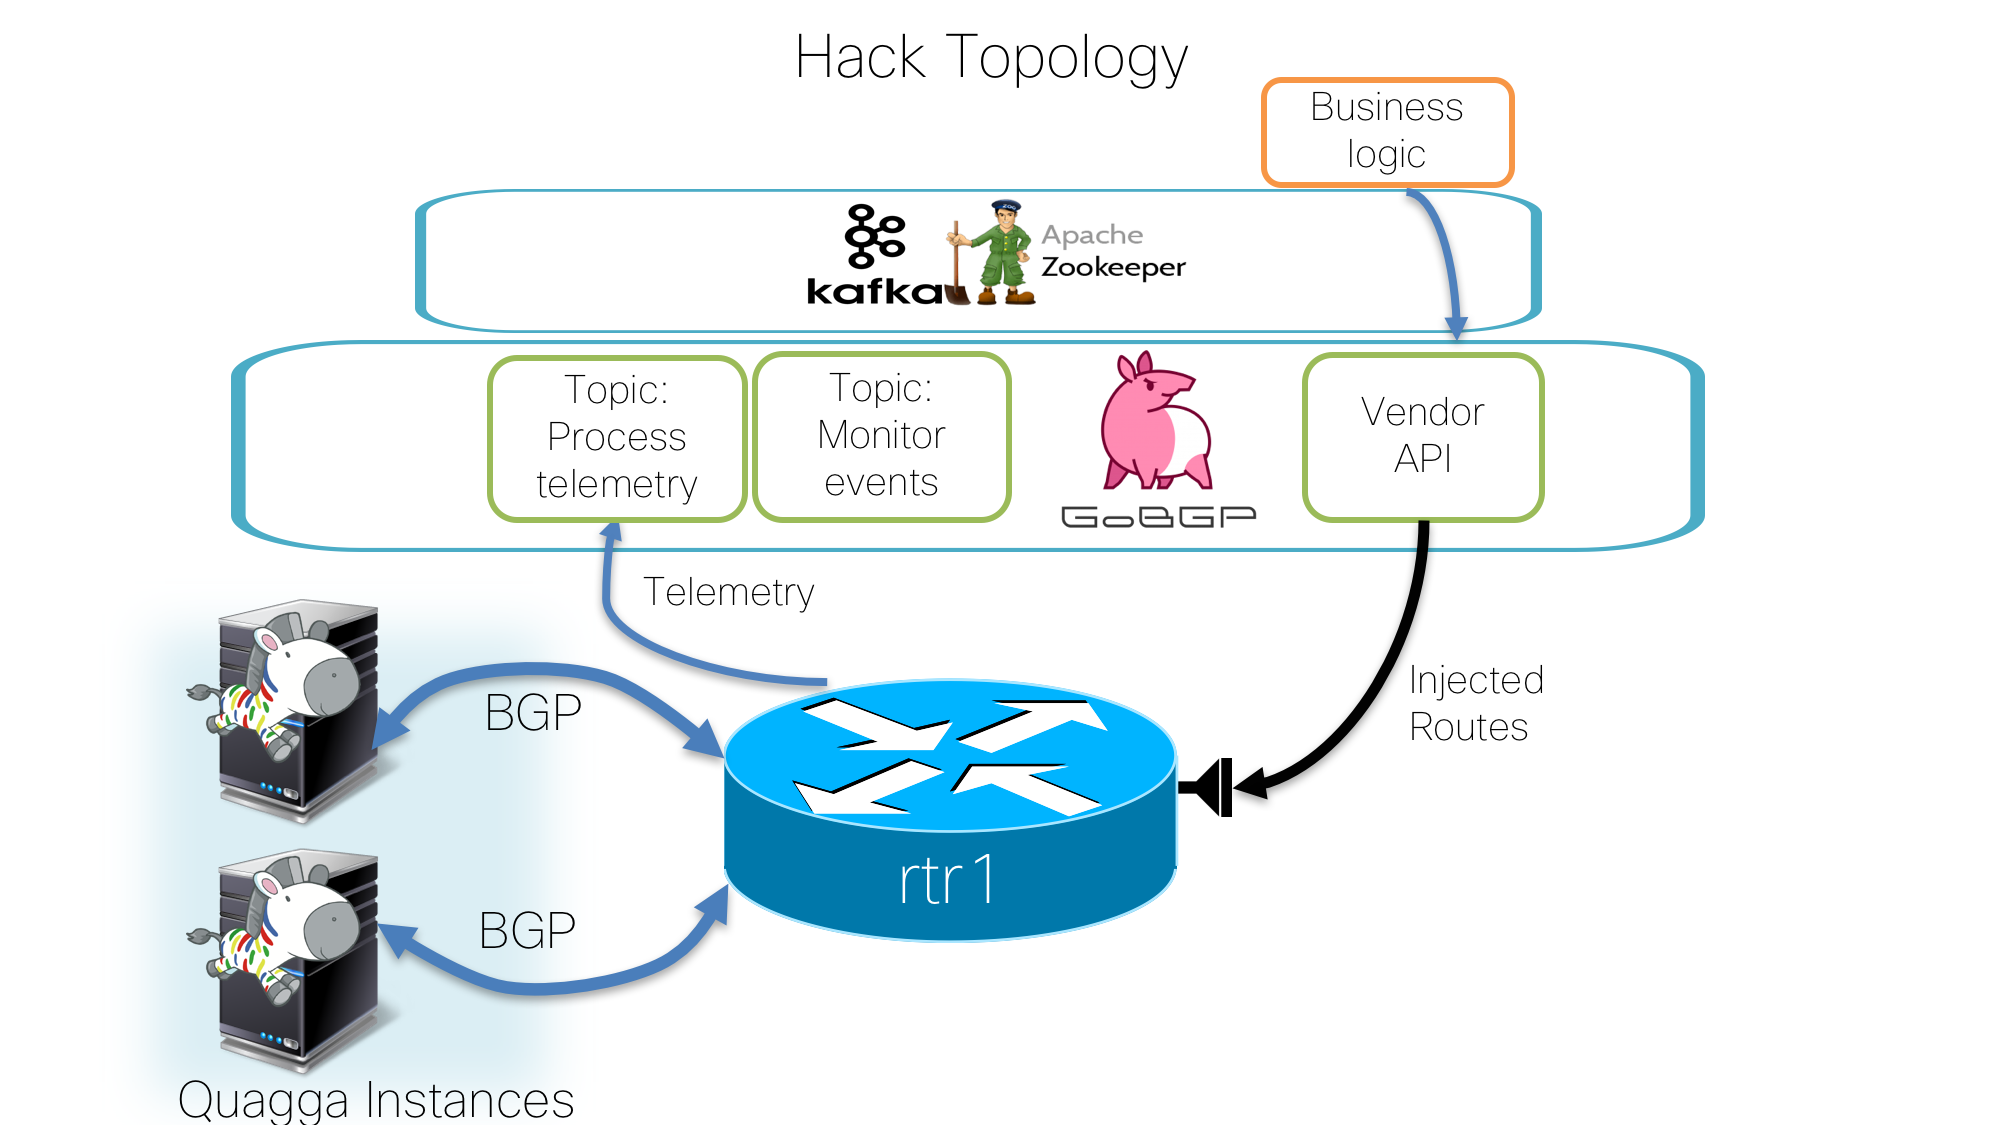 Hack Topology
Business
logic
kafka
Apache
Zookeeper
Topic:
Process
telemetry
Topic:
Monitor
events
GoBGP
Vendor
API
Telemetry
Injected
Routes
BGP
rtr1
BGP
Quagga Instances